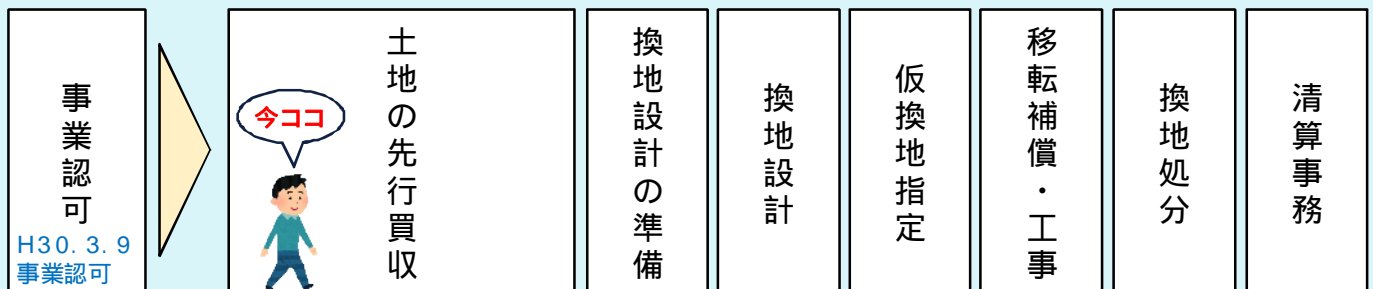 事業認可
H30. 3. 9
事業認可
今ココ
土地の先行買収
換地設計の準備
換地設計
仮換地指定
移転補償・工事
換地処分
清算事務